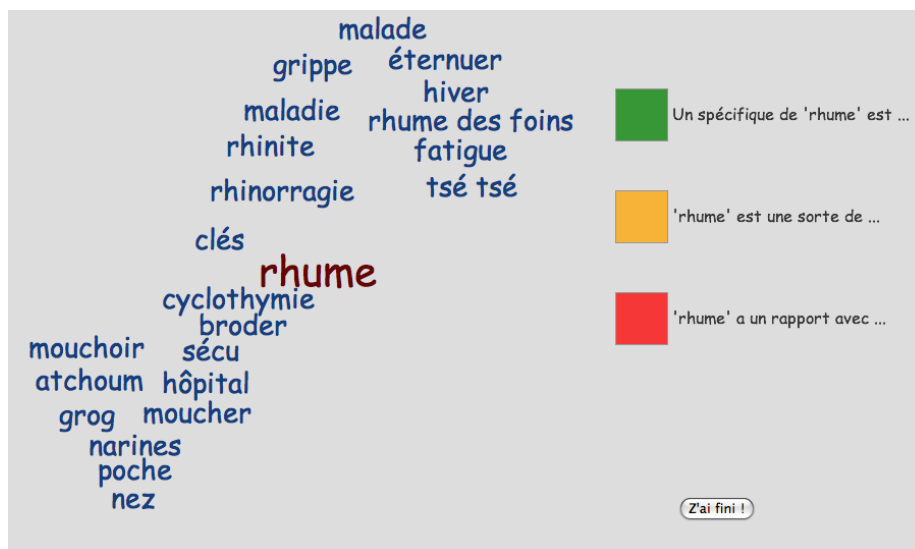 malade
grippe
éternuer
hiver
maladie
rhume des foins
rhinite
fatigue
rhinorragie
tsé tsé
clés
rhume
cyclothymie
broder
mouchoir
sécu
atchoum
hôpital
grog
moucher
narines
poche
nez
Un spécifique de 'rhume' est ...
'rhume' est une sorte de ...
'rhume' a un rapport avec ...
Z'ai fini !